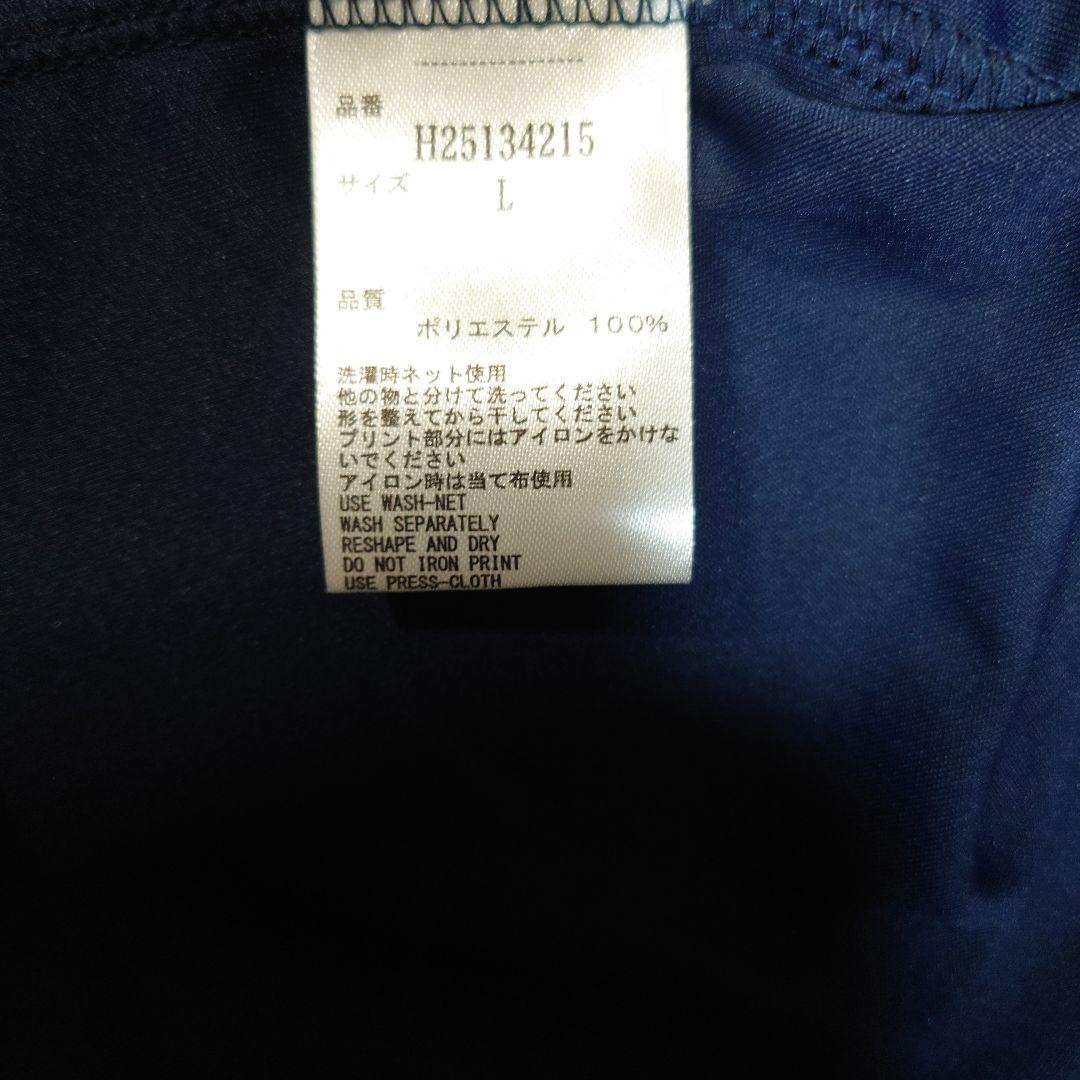 品番
H25134215
サイズ
L
品質
ポリエステル 100%
洗濯時ネット使用
他の物と分けて洗ってください
形を整えてから干してください
プリント部分にはアイロンをかけな
いでください
アイロン時は当て布使用
USE WASH-NET
WASH SEPARATELY
RESHAPE AND DRY
DO NOT IRON PRINT
USE PRESS-CLOTH